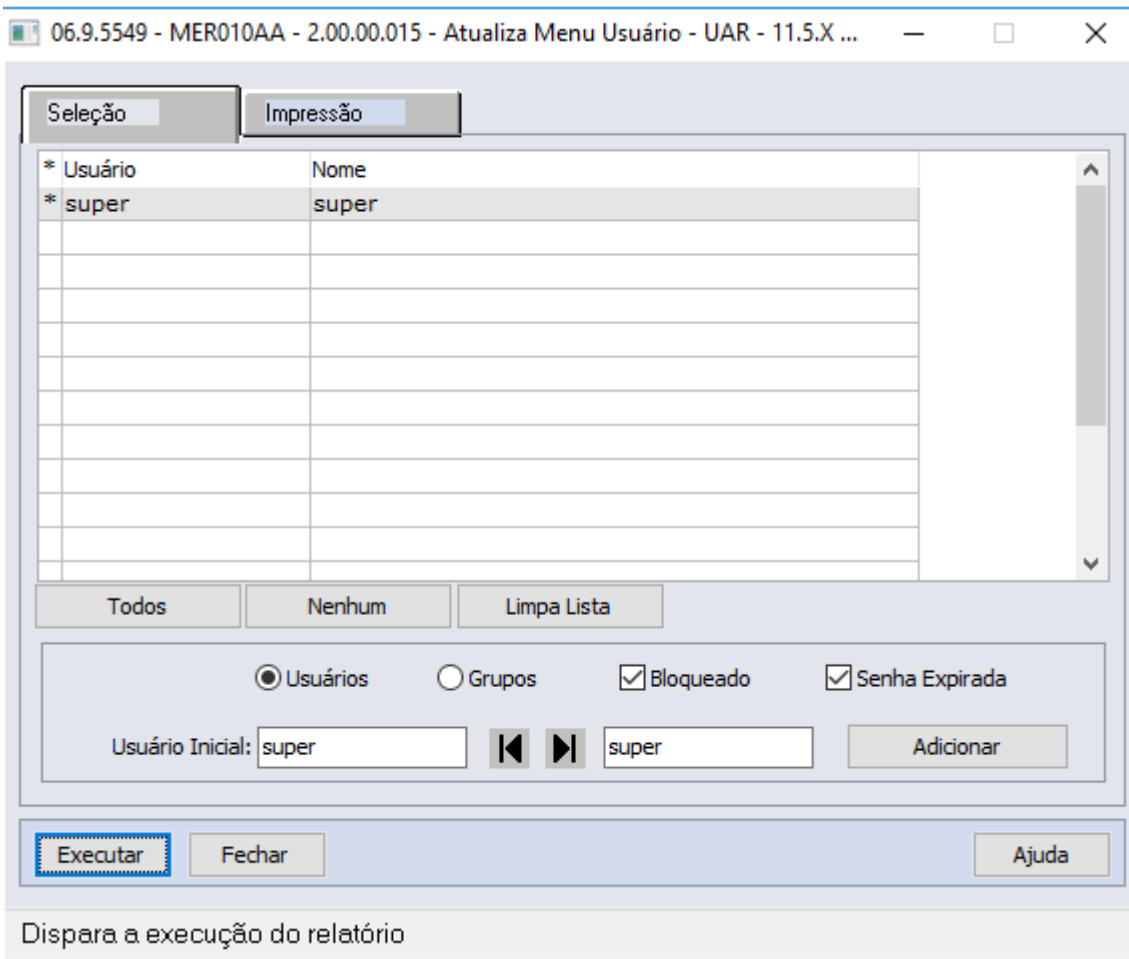 06.9.5549 - MER010AA - 2.00.00.015 - Atualiza Menu Usuário - UAR - 11.5.X ...
Seleção Impressão
* Usuário Nome
* super super
Todos Nenhum Limpa Lista
Usuários Grupos Bloqueado Senha Expirada
Usuário Inicial: super super Adicionar
Executar Fechar Ajuda
Dispara a execução do relatório